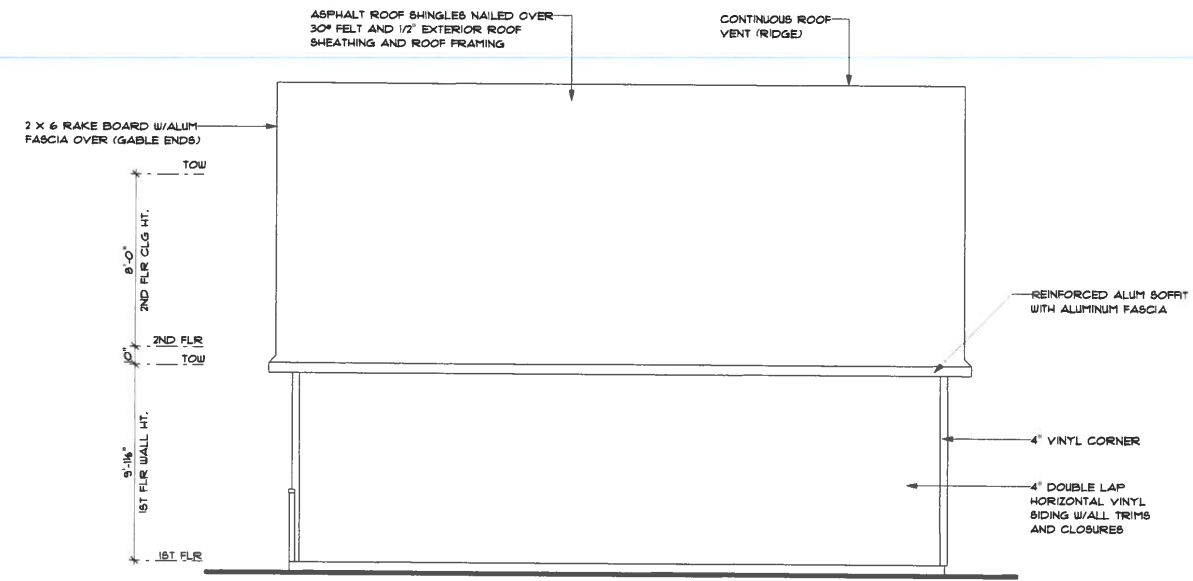 ASPHALT ROOF SHINGLES NAILED OVER
30# FELT AND 1/2" EXTERIOR ROOF
SHEATHING AND ROOF FRAMING
CONTINUOUS ROOF
VENT (RIDGE)
2 X 6 RAKE BOARD W/ALUM
FASCIA OVER (GABLE ENDS)
TOW
8'-0"
2ND FLR CLG HT.
2ND FLR
10"
TOW
REINFORCED ALUM SOFFIT
WITH ALUMINUM FASCIA
1ST FLR WALL HT.
4" VINYL CORNER
4" DOUBLE LAP
HORIZONTAL VINYL
SIDING W/ALL TRIMS
AND CLOSURES
1ST FLR